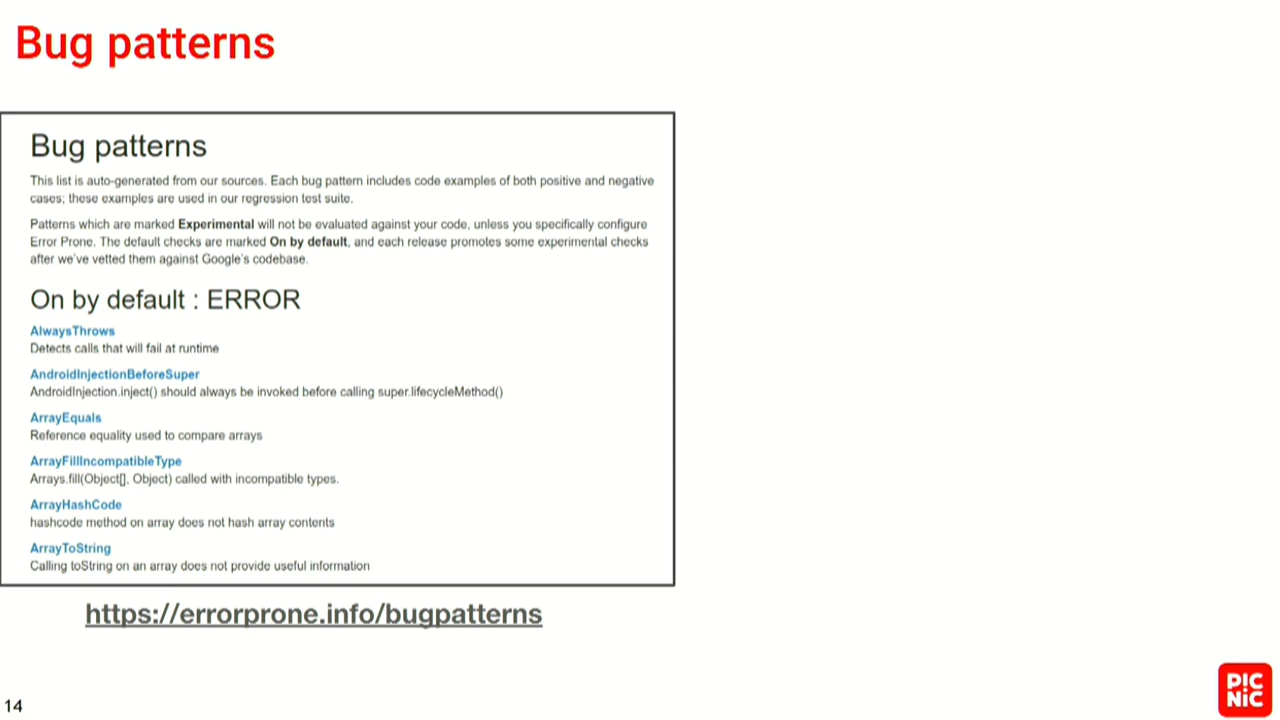 Bug patterns
Bug patterns
This list is auto-generated from our sources. Each bug pattern includes code examples of both positive and negative
cases; these examples are used in our regression test suite.
Patterns which are marked Experimental will not be evaluated against your code, unless you specifically configure
Error Prone. The default checks are marked On by default, and each release promotes some experimental checks
after we've vetted them against Google's codebase.
On by default : ERROR
AlwaysThrows
Detects calls that will fail at runtime
AndroidInjectionBeforeSuper
AndroidInjection.inject() should always be invoked before calling super.lifecycleMethod()
ArrayEquals
Reference equality used to compare arrays
ArrayFillIncompatibleType
Arrays.fill(Object[], Object) called with incompatible types.
ArrayHashCode
hashcode method on array does not hash array contents
ArrayToString
Calling toString on an array does not provide useful information
https://errorprone.info/bugpatterns
14
PIC
NIC